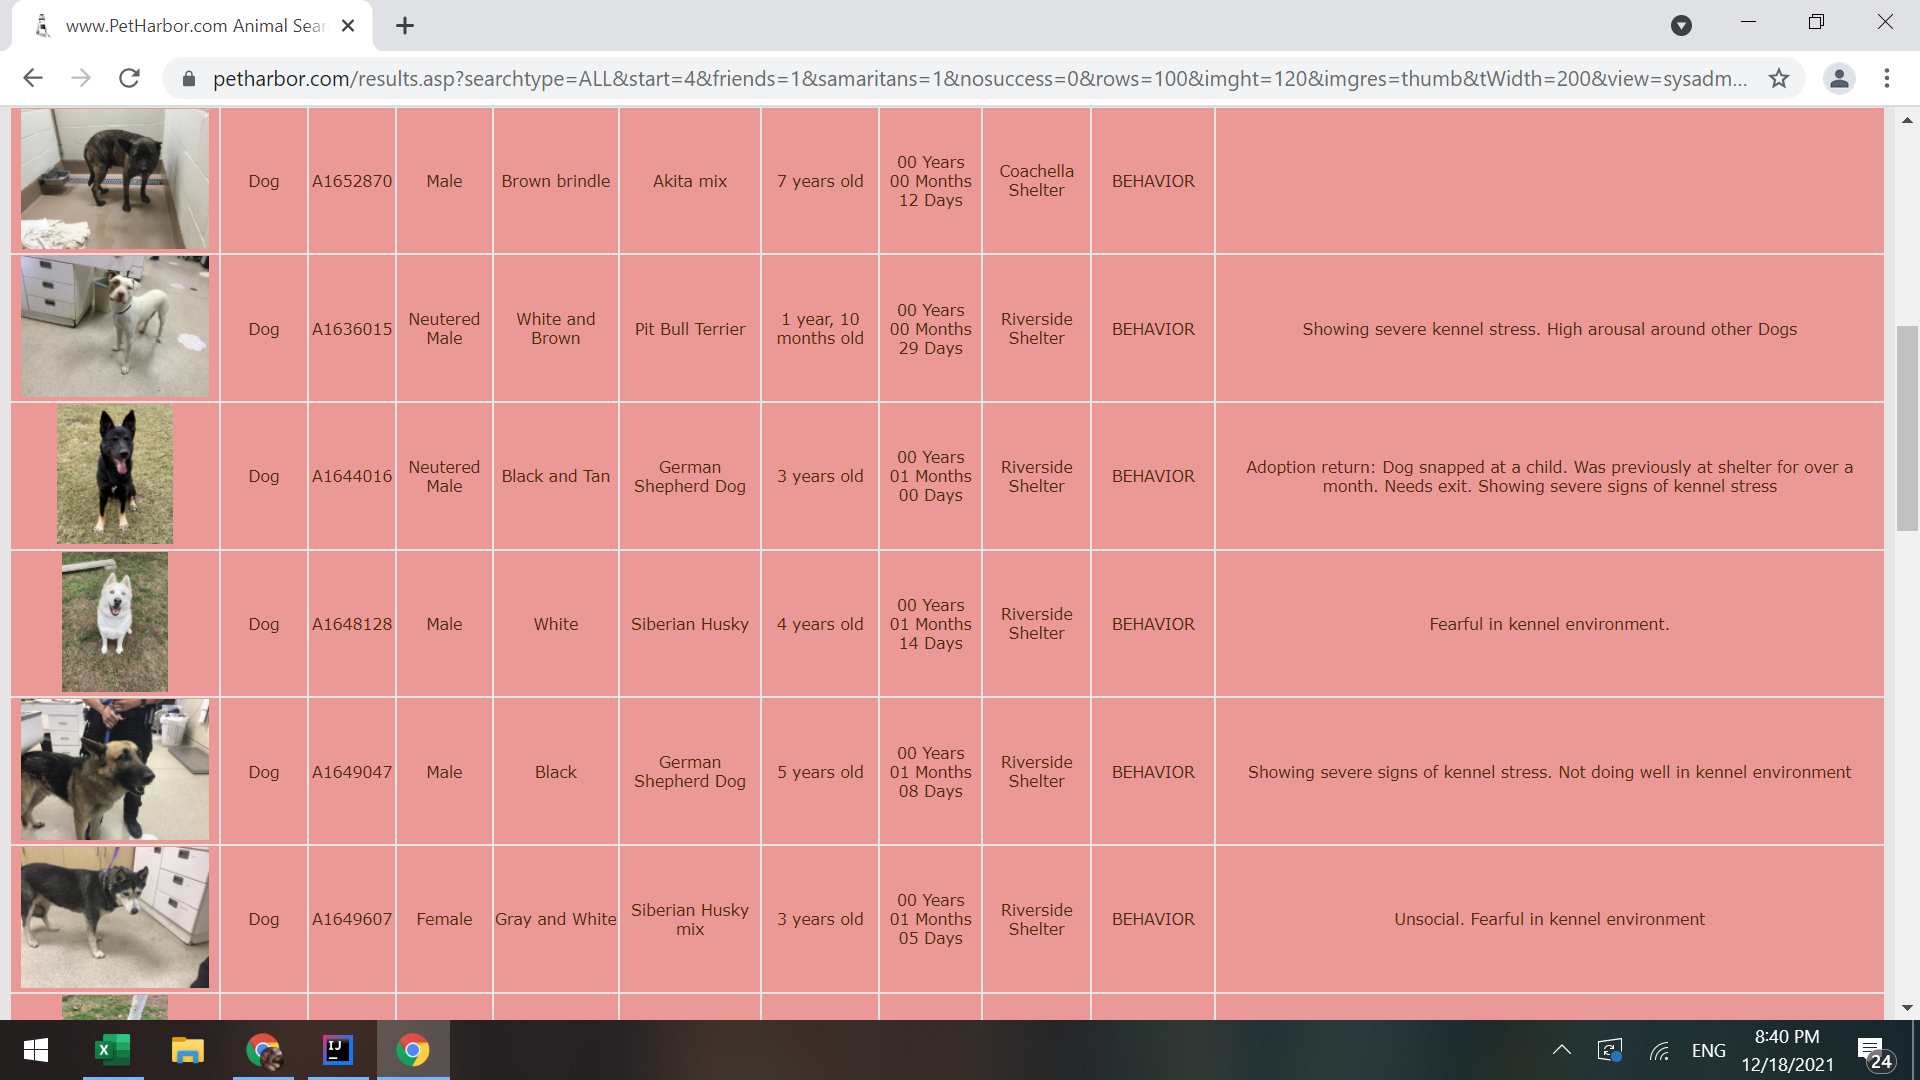 www.PetHarbor.com Animal Sear
petharbor.com/results.asp?searchtype=ALL&start=4&friends=1&samaritans=1&nosuccess=0&rows=100&imght=120&imgres=thumb&tWidth=200&view=sysadm...
Dog
A1652870
Male
Brown brindle
Akita mix
7 years old
00 Years
00 Months
12 Days
Coachella
Shelter
BEHAVIOR
Dog
A1636015
Neutered
Male
White and
Brown
Pit Bull Terrier
1 year, 10
months old
00 Years
00 Months
29 Days
Riverside
Shelter
BEHAVIOR
Showing severe kennel stress. High arousal around other Dogs
Dog
A1644016
Neutered
Male
Black and Tan
German
Shepherd Dog
3 years old
00 Years
01 Months
00 Days
Riverside
Shelter
BEHAVIOR
Adoption return: Dog snapped at a child. Was previously at shelter for over a
month. Needs exit. Showing severe signs of kennel stress
Dog
A1648128
Male
White
Siberian Husky
4 years old
00 Years
01 Months
14 Days
Riverside
Shelter
BEHAVIOR
Fearful in kennel environment.
Dog
A1649047
Male
Black
German
Shepherd Dog
5 years old
00 Years
01 Months
08 Days
Riverside
Shelter
BEHAVIOR
Showing severe signs of kennel stress. Not doing well in kennel environment
Dog
A1649607
Female
Gray and White
Siberian Husky
mix
3 years old
00 Years
01 Months
05 Days
Riverside
Shelter
BEHAVIOR
Unsocial. Fearful in kennel environment
X
IJ
ENG
8:40 PM
12/18/2021
24